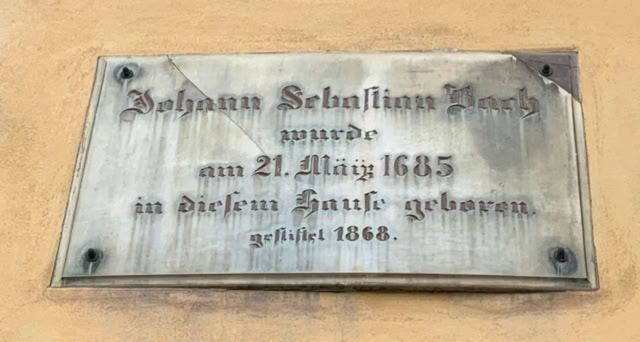 Johann Sebastian Bach
wurde
am 21. März 1685
in diesem Hause geboren.
gestiftet 1868.